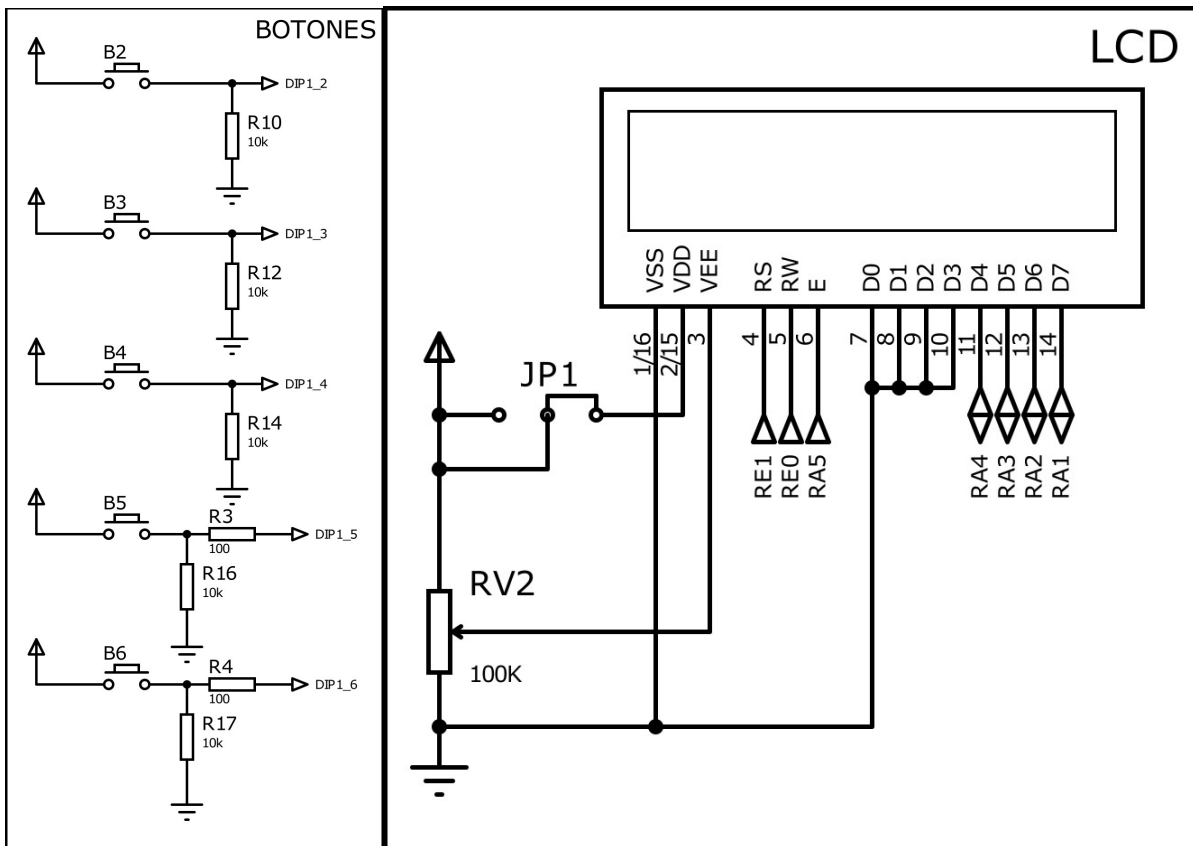 BOTONES
B2
DIP1_2
R10
10k
B3
DIP1_3
R12
10k
B4
DIP1_4
R14
10k
B5
R3
100
DIP1_5
R16
10k
B6
R4
100
DIP1_6
R17
10k
LCD
VSS
VDD
VEE
RS
RW
E
D0
D1
D2
D3
D4
D5
D6
D7
1/16
2/15
3
4
5
6
7
8
9
10
11
12
13
14
JP1
RE1
RE0
RA5
RA4
RA3
RA2
RA1
RV2
100K